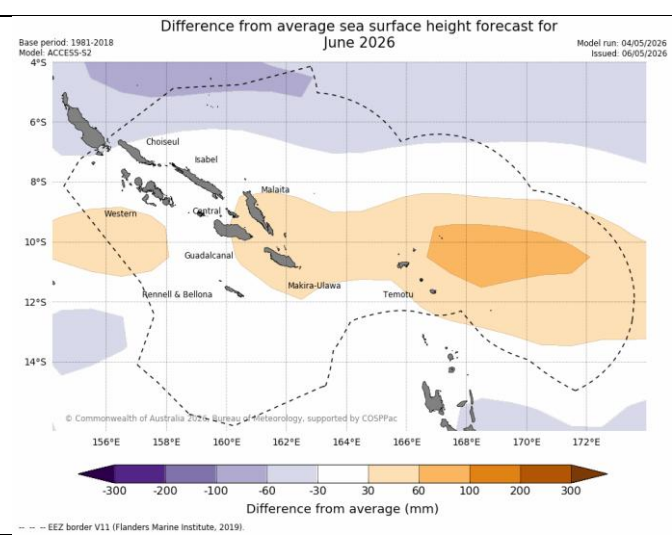 Difference from average sea surface height forecast for
June 2026
Base period: 1981-2018
Model: ACCESS-S2
Model run: 04/05/2026
Issued: 06/05/2026
4°S
6°S
Choiseul
Isabel
8°S
Malaita
Western
Central
10°S
Guadalcanal
Makira-Ulawa
Rennell & Bellona
Temotu
12°S
14°S
© Commonwealth of Australia 2026, Bureau of Meteorology, supported by COSPPac
156°E 158°E 160°E 162°E 164°E 166°E 168°E 170°E 172°E
-300 -200 -100 -60 -30 30 60 100 200 300
Difference from average (mm)
--- EEZ border V11 (Flanders Marine Institute, 2019).